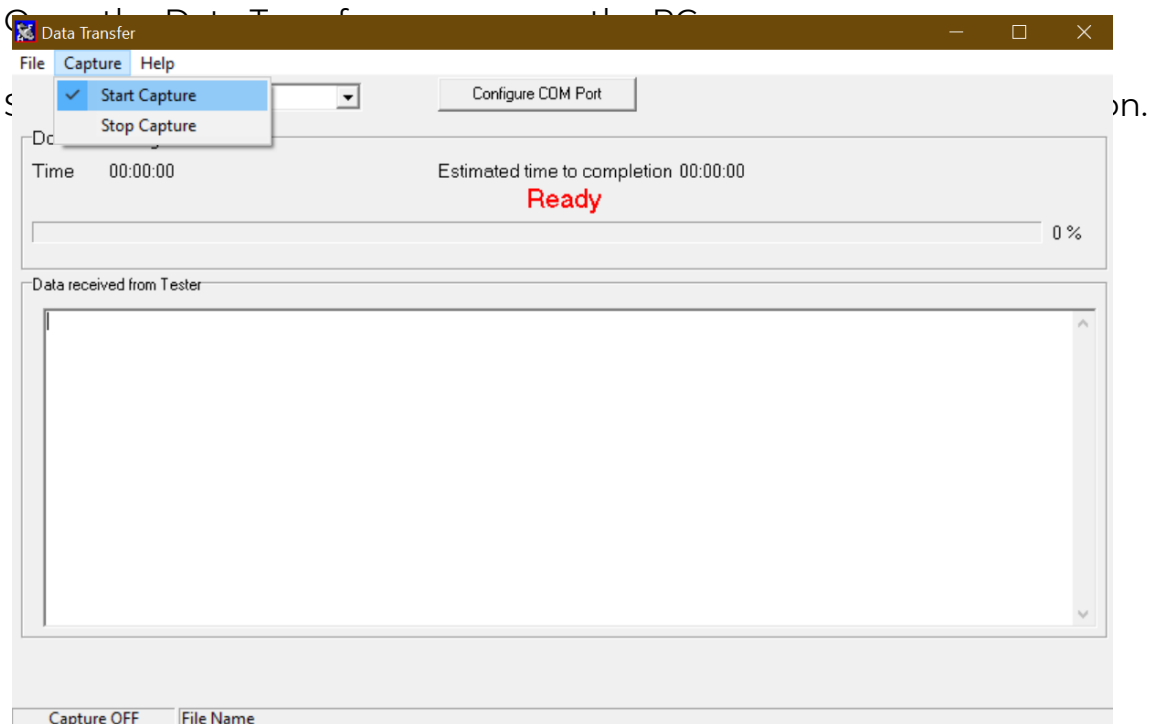 Data Transfer
File Capture Help
Start Capture
Stop Capture
Configure COM Port
on.
Time 00:00:00 Estimated time to completion 00:00:00
Ready
0 %
Data received from Tester
Capture OFF File Name